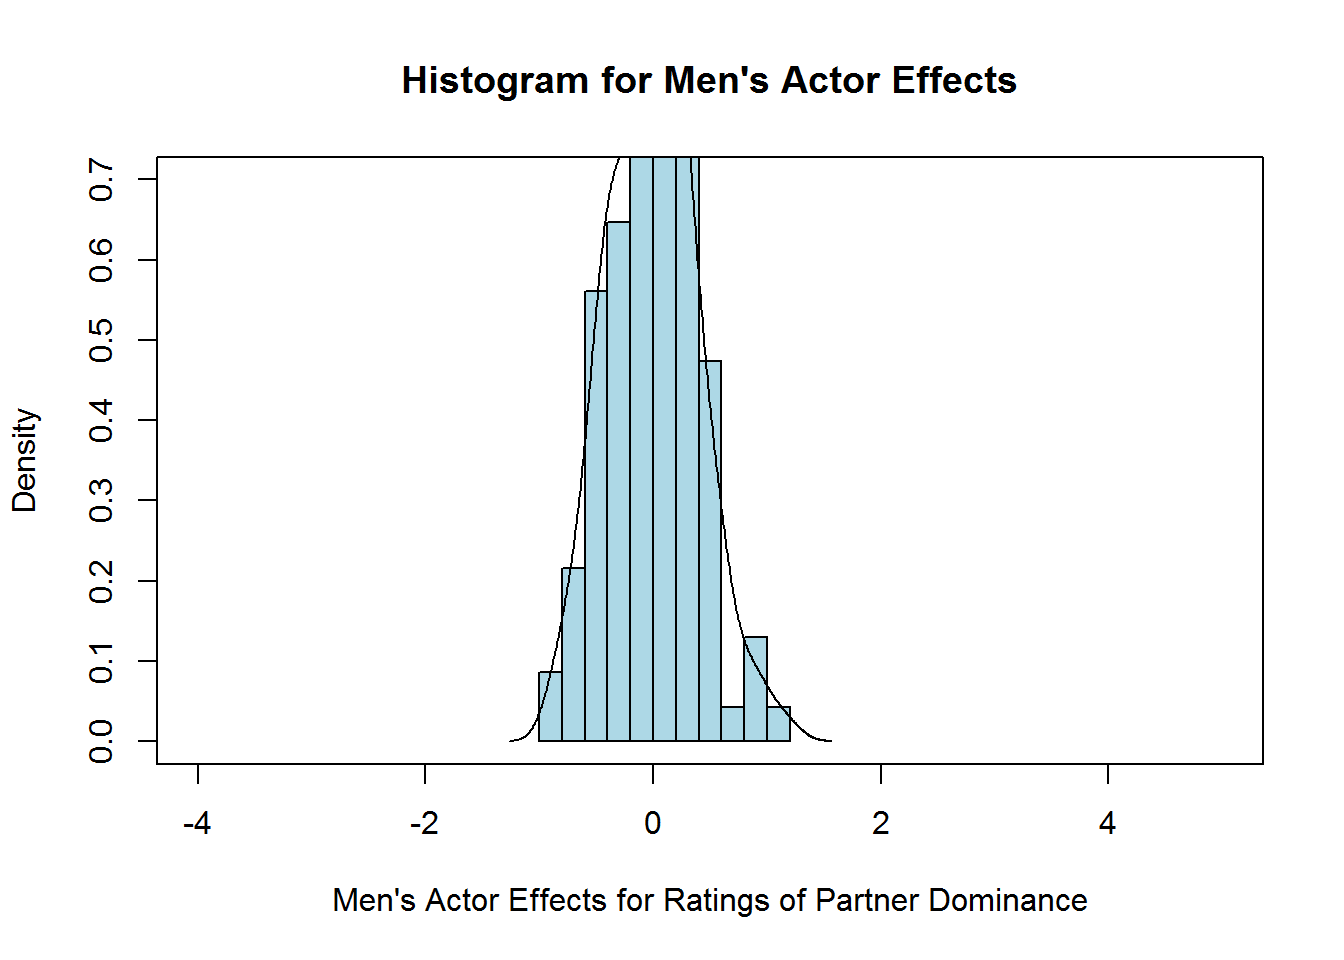 Histogram for Men's Actor Effects
Density
0.7
0.6
0.5
0.4
0.3
0.2
0.1
0.0
-4 -2 0 2 4
Men's Actor Effects for Ratings of Partner Dominance